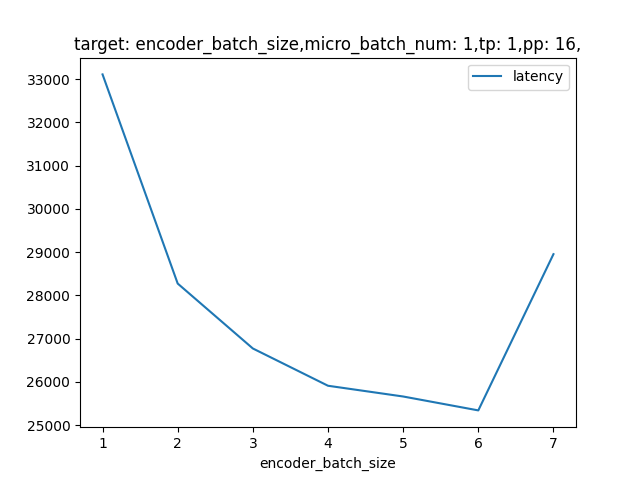 target: encoder_batch_size,micro_batch_num: 1,tp: 1,pp: 16,
latency
33000
32000
31000
30000
29000
28000
27000
26000
25000
1 2 3 4 5 6 7
encoder_batch_size